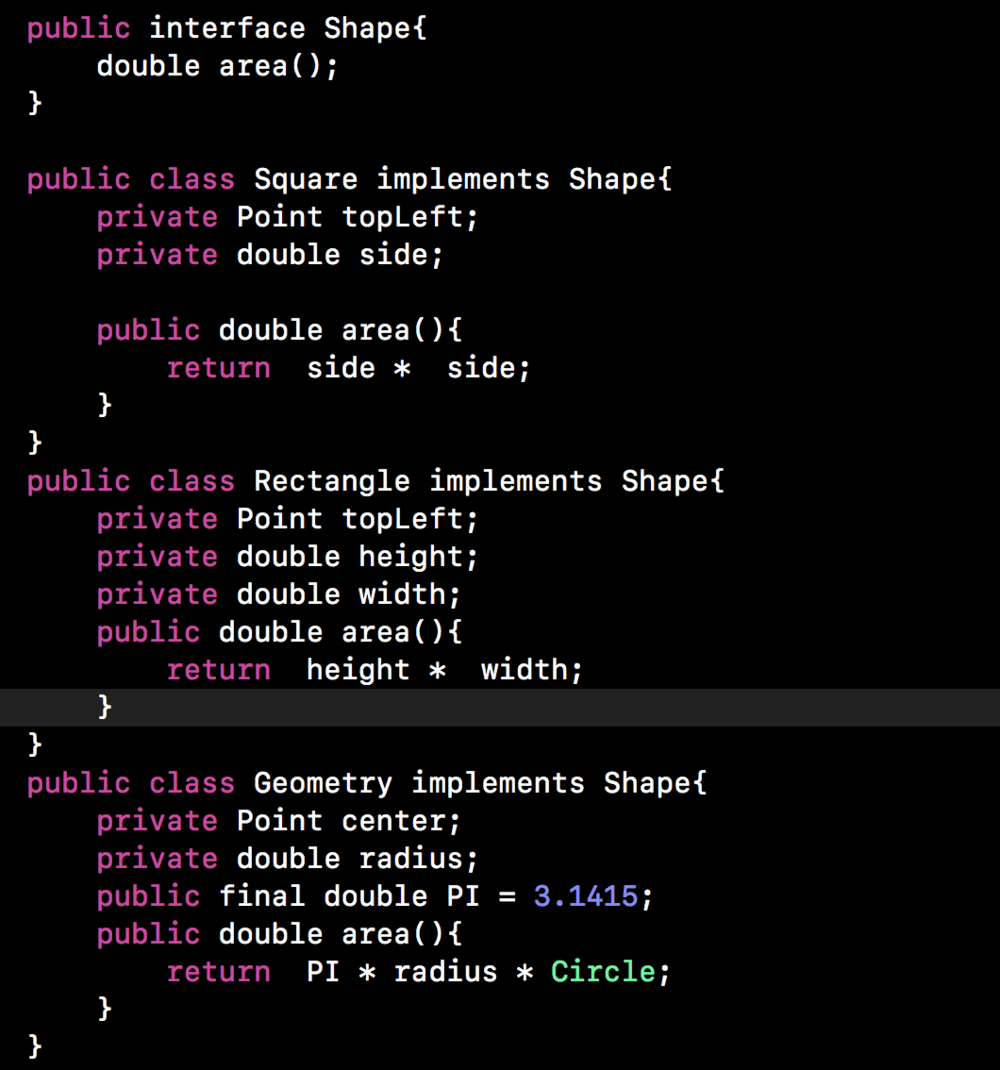 public interface Shape{
    double area();
}

public class Square implements Shape{
    private Point topLeft;
    private double side;

    public double area(){
        return  side *  side;
    }
}
public class Rectangle implements Shape{
    private Point topLeft;
    private double height;
    private double width;
    public double area(){
        return  height *  width;
    }
}
public class Geometry implements Shape{
    private Point center;
    private double radius;
    public final double PI = 3.1415;
    public double area(){
        return  PI * radius * Circle;
    }
}